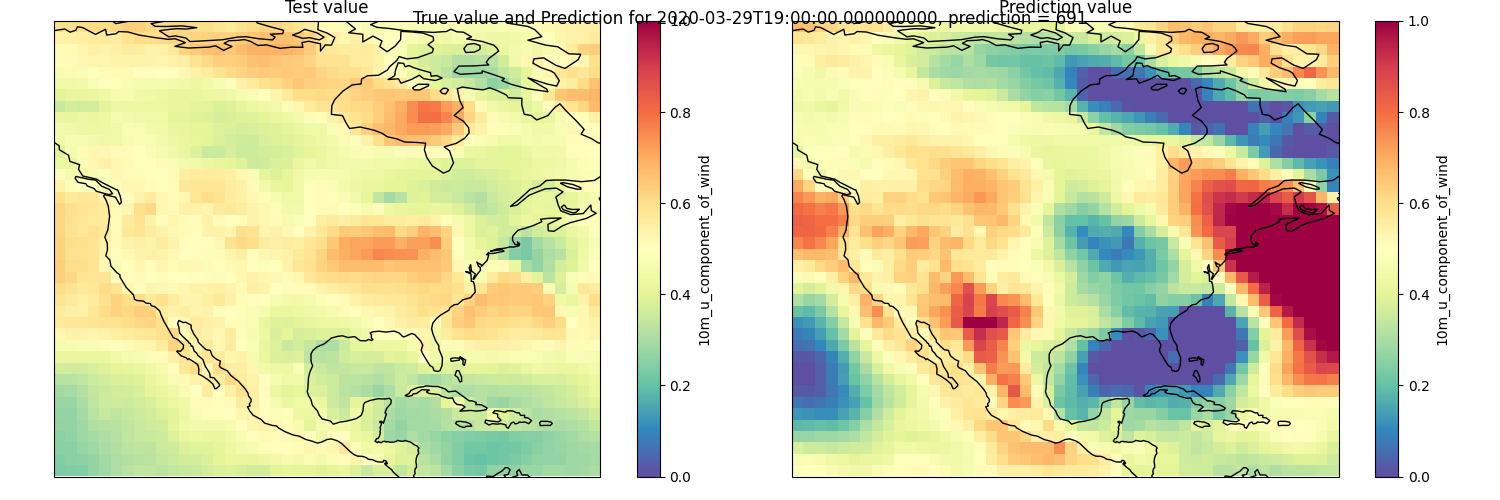 Test value
Prediction value
True value and Prediction for 2020-03-29T19:00:00.000000000, prediction = 691
1.0
0.8
0.6
0.4
0.2
0.0
10m_u_component_of_wind
1.0
0.8
0.6
0.4
0.2
0.0
10m_u_component_of_wind